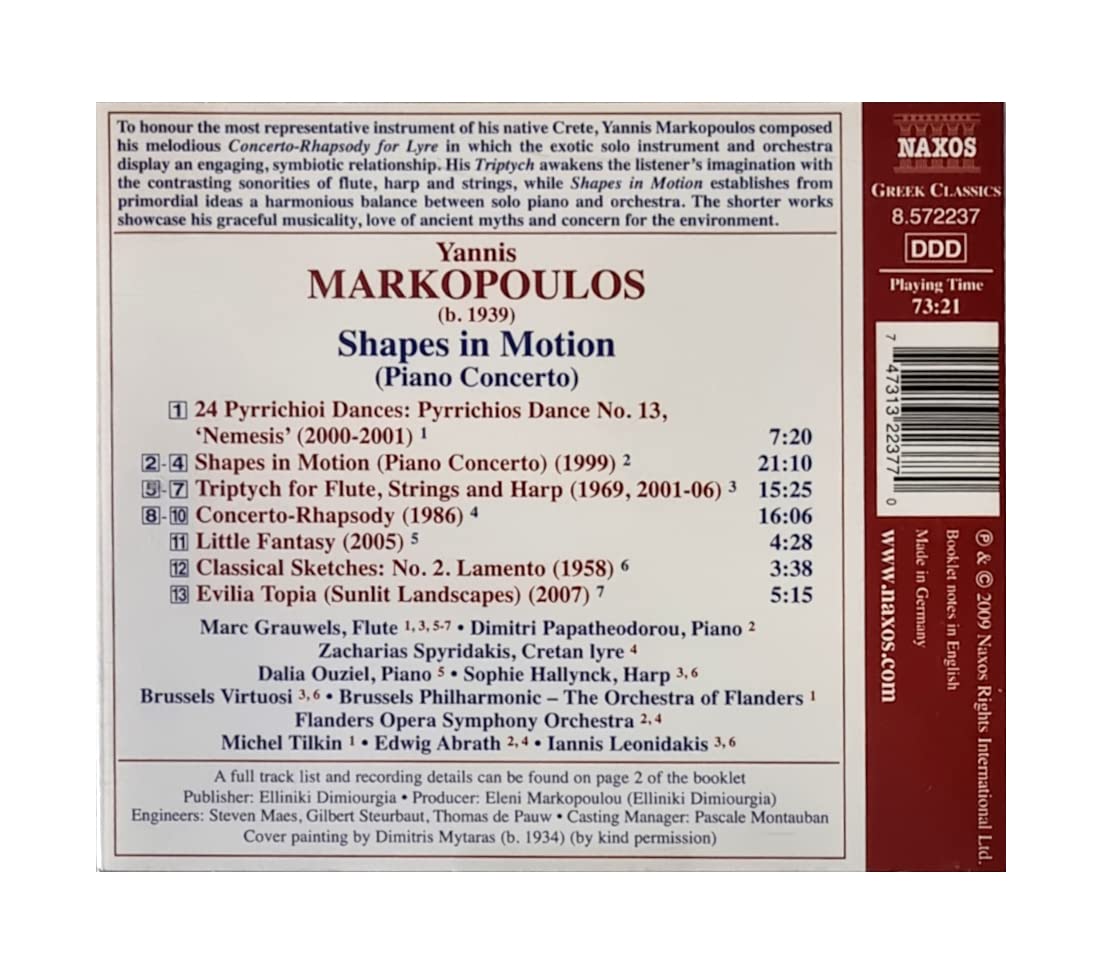 To honour the most representative instrument of his native Crete, Yannis Markopoulos composed
his melodious Concerto-Rhapsody for Lyre in which the exotic solo instrument and orchestra
display an engaging, symbiotic relationship. His Triptych awakens the listener's imagination with
the contrasting sonorities of flute, harp and strings, while Shapes in Motion establishes from
primordial ideas a harmonious balance between solo piano and orchestra. The shorter works
showcase his graceful musicality, love of ancient myths and concern for the environment.
Yannis
MARKOPOULOS
(b. 1939)
Shapes in Motion
(Piano Concerto)
1 24 Pyrrichioi Dances: Pyrrichios Dance No. 13,
‘Nemesis’ (2000-2001) 1 7:20
2-4 Shapes in Motion (Piano Concerto) (1999) 2 21:10
5-7 Triptych for Flute, Strings and Harp (1969, 2001-06) 3 15:25
8-10 Concerto-Rhapsody (1986) 4 16:06
11 Little Fantasy (2005) 5 4:28
12 Classical Sketches: No. 2. Lamento (1958) 6 3:38
13 Evilia Topia (Sunlit Landscapes) (2007) 7 5:15
Marc Grauwels, Flute 1, 3, 5-7 • Dimitri Papatheodorou, Piano 2
Zacharias Spyridakis, Cretan lyre 4
Dalia Ouziel, Piano 5 • Sophie Hallynck, Harp 3, 6
Brussels Virtuosi 3, 6 • Brussels Philharmonic – The Orchestra of Flanders 1
Flanders Opera Symphony Orchestra 2, 4
Michel Tilkin 1 • Edwig Abrath 2, 4 • Iannis Leonidakis 3, 6
A full track list and recording details can be found on page 2 of the booklet
Publisher: Elliniki Dimiourgia • Producer: Eleni Markopoulou (Elliniki Dimiourgia)
Engineers: Steven Maes, Gilbert Steurbaut, Thomas de Pauw • Casting Manager: Pascale Montauban
Cover painting by Dimitris Mytaras (b. 1934) (by kind permission)
NAXOS
GREEK CLASSICS
8.572237
DDD
Playing Time
73:21
7 47313 22377 0
℗ & © 2009 Naxos Rights International Ltd.
Booklet notes in English
Made in Germany
www.naxos.com